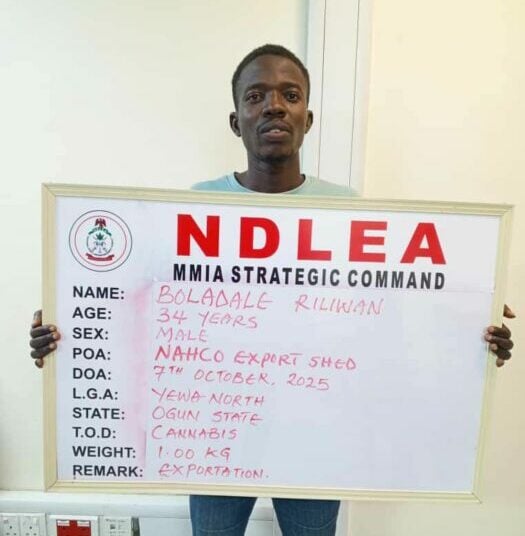 NDLEA
MMIA STRATEGIC COMMAND
NAME: BOLADALE RILIWAN
AGE: 34 YEARS
SEX: MALE
POA: NAHCO EXPORT SHED
DOA: 7TH OCTOBER, 2025
L.G.A: YEWA NORTH
STATE: OGUN STATE
T.O.D: CANNABIS
WEIGHT: 1.00 KG
REMARK: EXPORTATION.